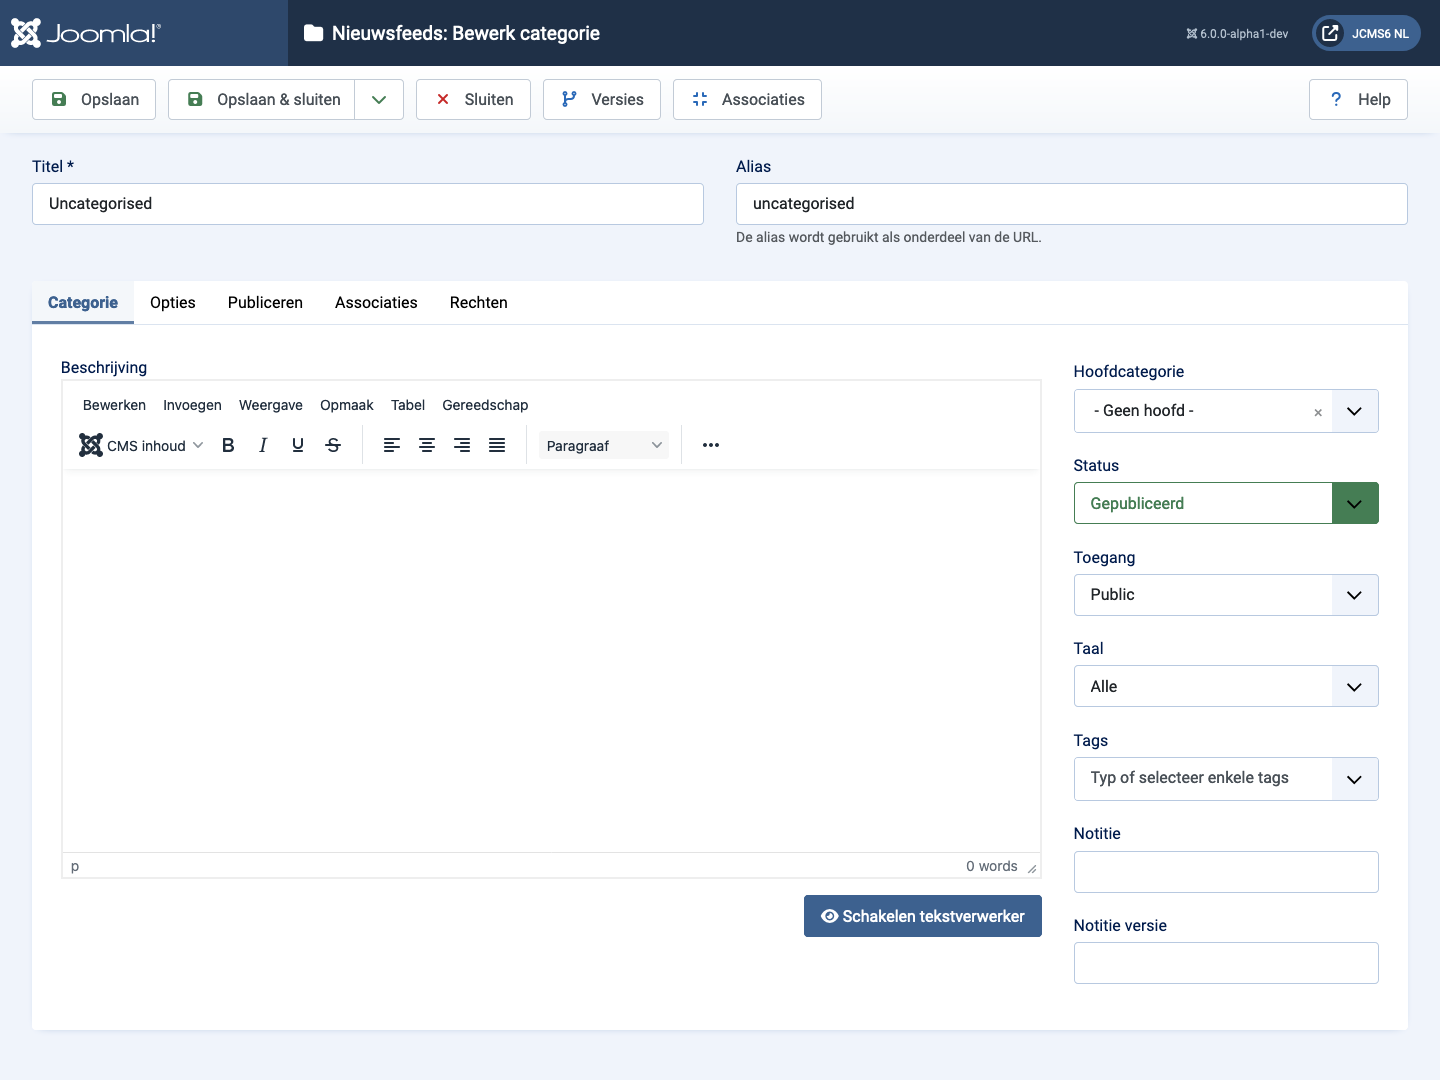 Joomla!®
Nieuwsfeeds: Bewerk categorie
6.0.0-alpha1-dev
JCMS6 NL
Opslaan
Opslaan & sluiten
Sluiten
Versies
Associaties
? Help
Titel *
Alias
Uncategorised
uncategorised
De alias wordt gebruikt als onderdeel van de URL.
Categorie
Opties
Publiceren
Associaties
Rechten
Beschrijving
Bewerken
Invoegen
Weergave
Opmaak
Tabel
Gereedschap
CMS inhoud
B I U S
Paragraaf
p
0 words
Schakelen tekstverwerker
Hoofdcategorie
- Geen hoofd -
×
Status
Gepubliceerd
Toegang
Public
Taal
Alle
Tags
Typ of selecteer enkele tags
Notitie
Notitie versie